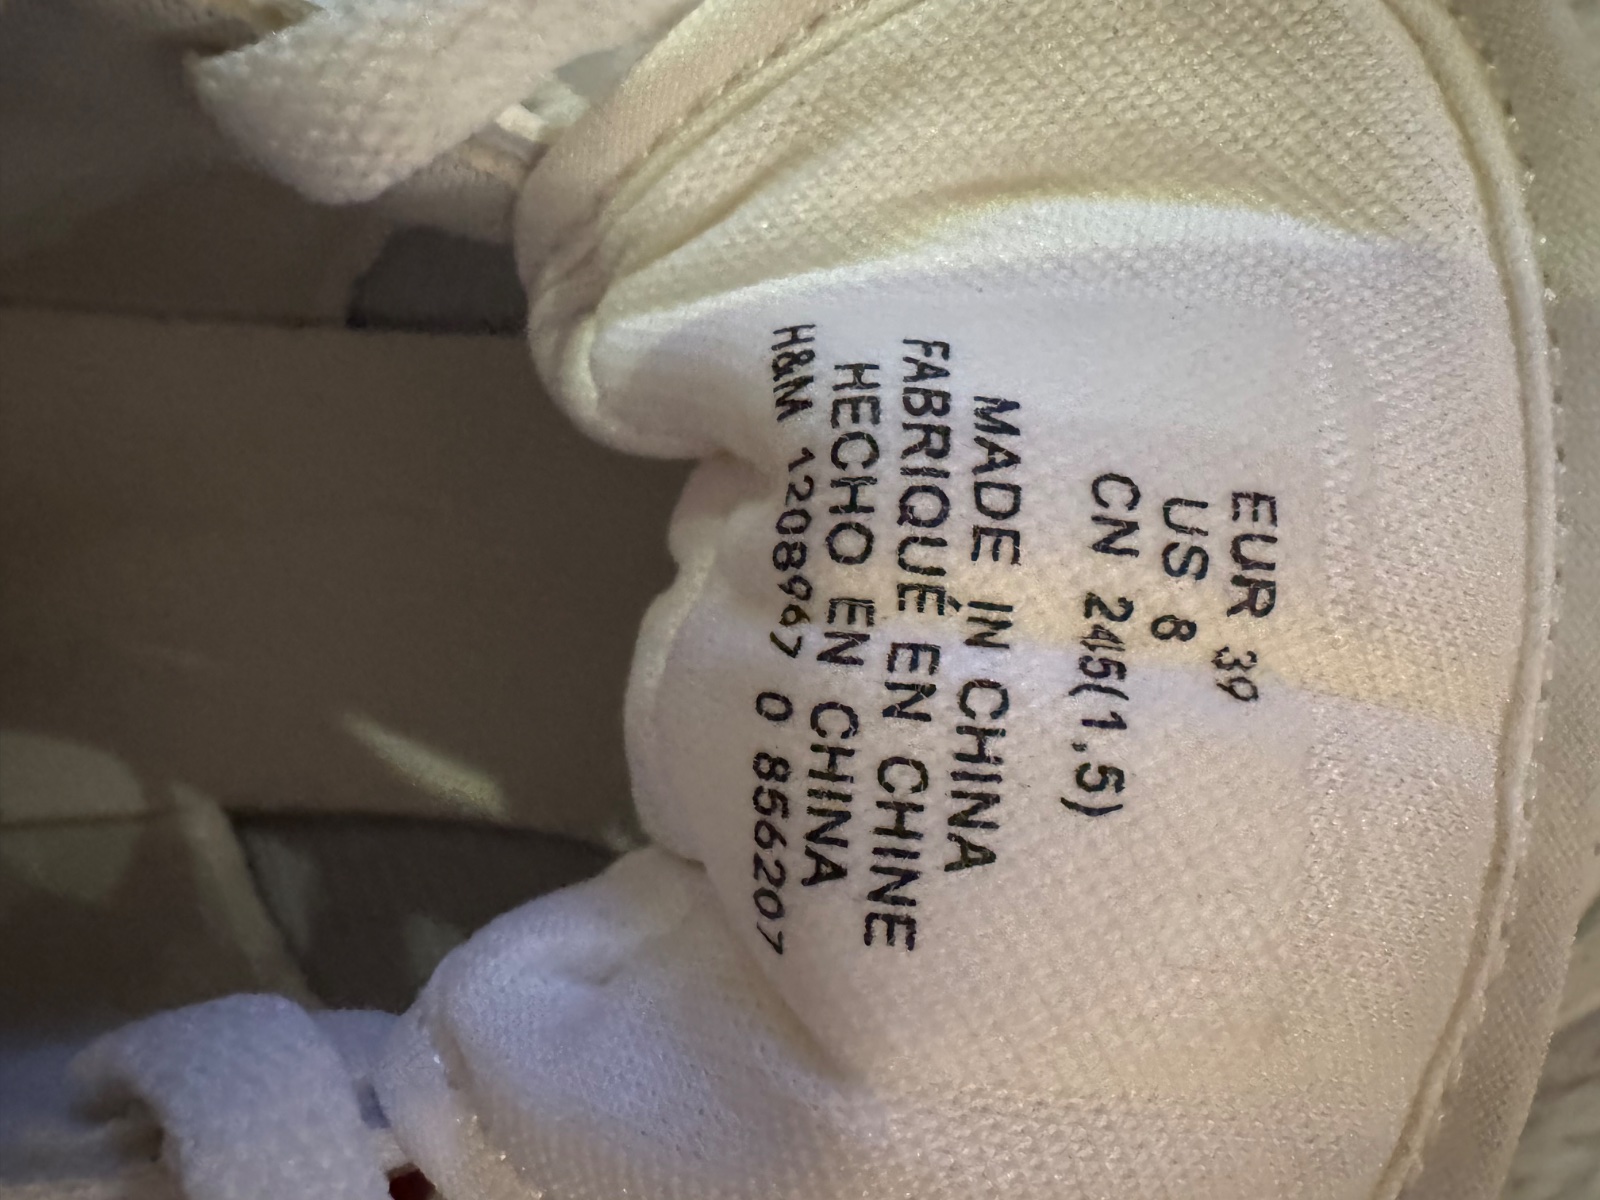 EUR 39
US 8
CN 245(1.5)
MADE IN CHINA
FABRIQUÉ EN CHINE
HECHO EN CHINA
H&M 1208967 0 856207